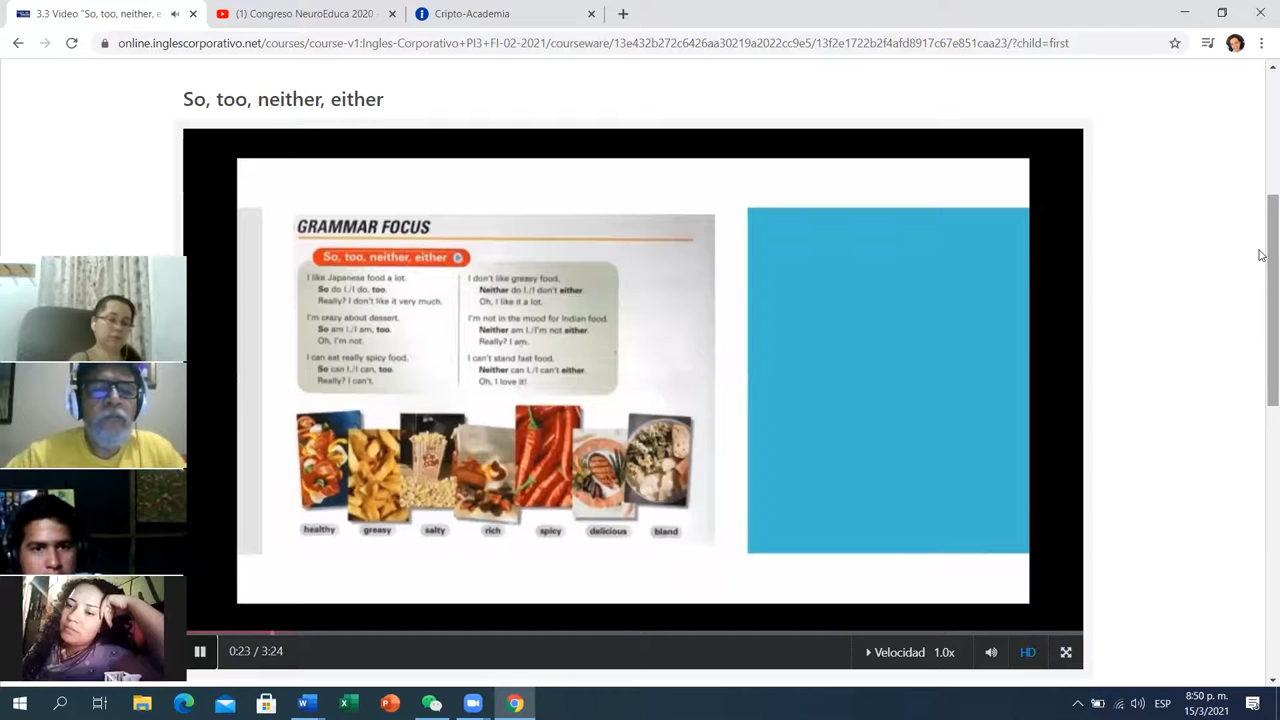 3.3 Video "So, too, neither, e
(1) Congreso NeuroEduca 2020
Cripto-Academia
online.inglescorporativo.net/courses/course-v1:Ingles-Corporativo+PI3+FI-02-2021/courseware/13e432b272c6426aa30219a2022cc9e5/13f2e1722b2f4afd8917c67e851caa23/?child=first
So, too, neither, either
GRAMMAR FOCUS
So, too, neither, either
I like Japanese food a lot.
So do I./I do, too.
Really? I don't like it very much.
I'm crazy about dessert.
So am I./I am, too.
Oh, I'm not.
I can eat really spicy food.
So can I./I can, too.
Really? I can't.
I don't like greasy food.
Neither do I./I don't either.
Oh, I like it a lot.
I'm not in the mood for Indian food.
Neither am I./I'm not either.
Really? I am.
I can't stand fast food.
Neither can I./I can't either.
Oh, I love it!
healthy greasy salty rich spicy delicious bland
0:23 / 3:24
Velocidad 1.0x
HD
ESP
8:50 p. m.
15/3/2021